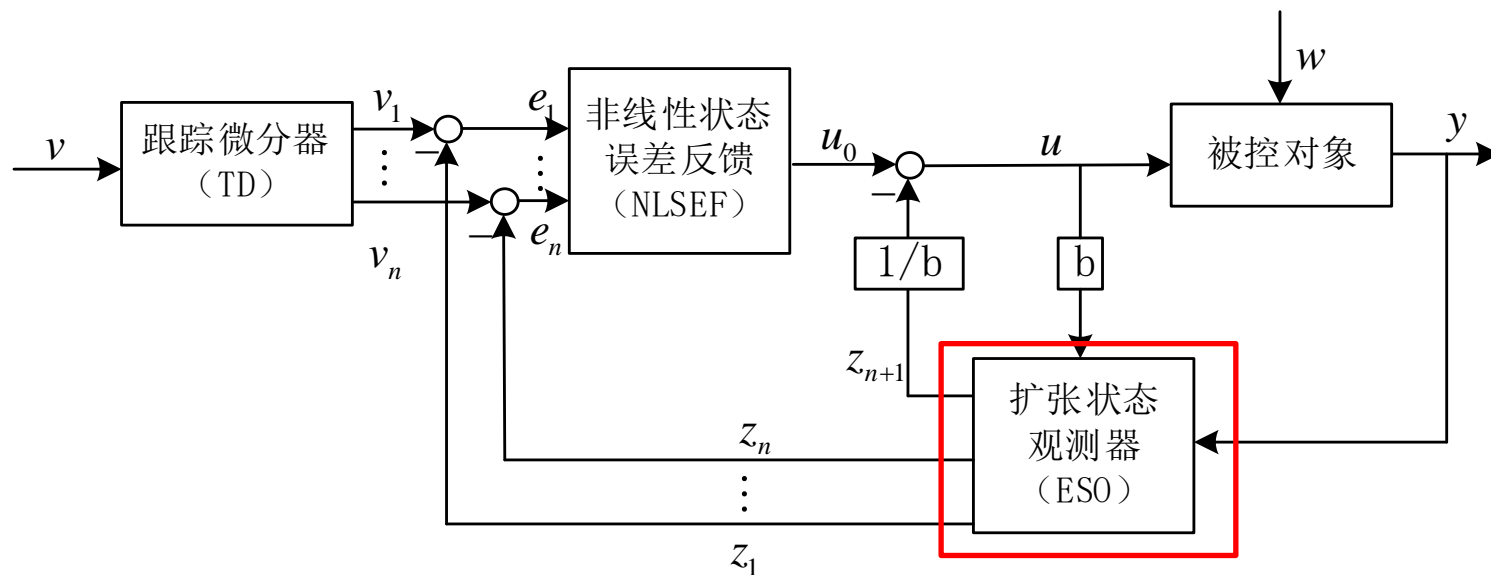 v
跟踪微分器
（TD）
v₁
⋮
vₙ
−
−
e₁
⋮
eₙ
非线性状态
误差反馈
（NLSEF）
u₀
−
u
w
被控对象
y
1/b
b
zₙ₊₁
扩张状态
观测器
（ESO）
zₙ
⋮
z₁